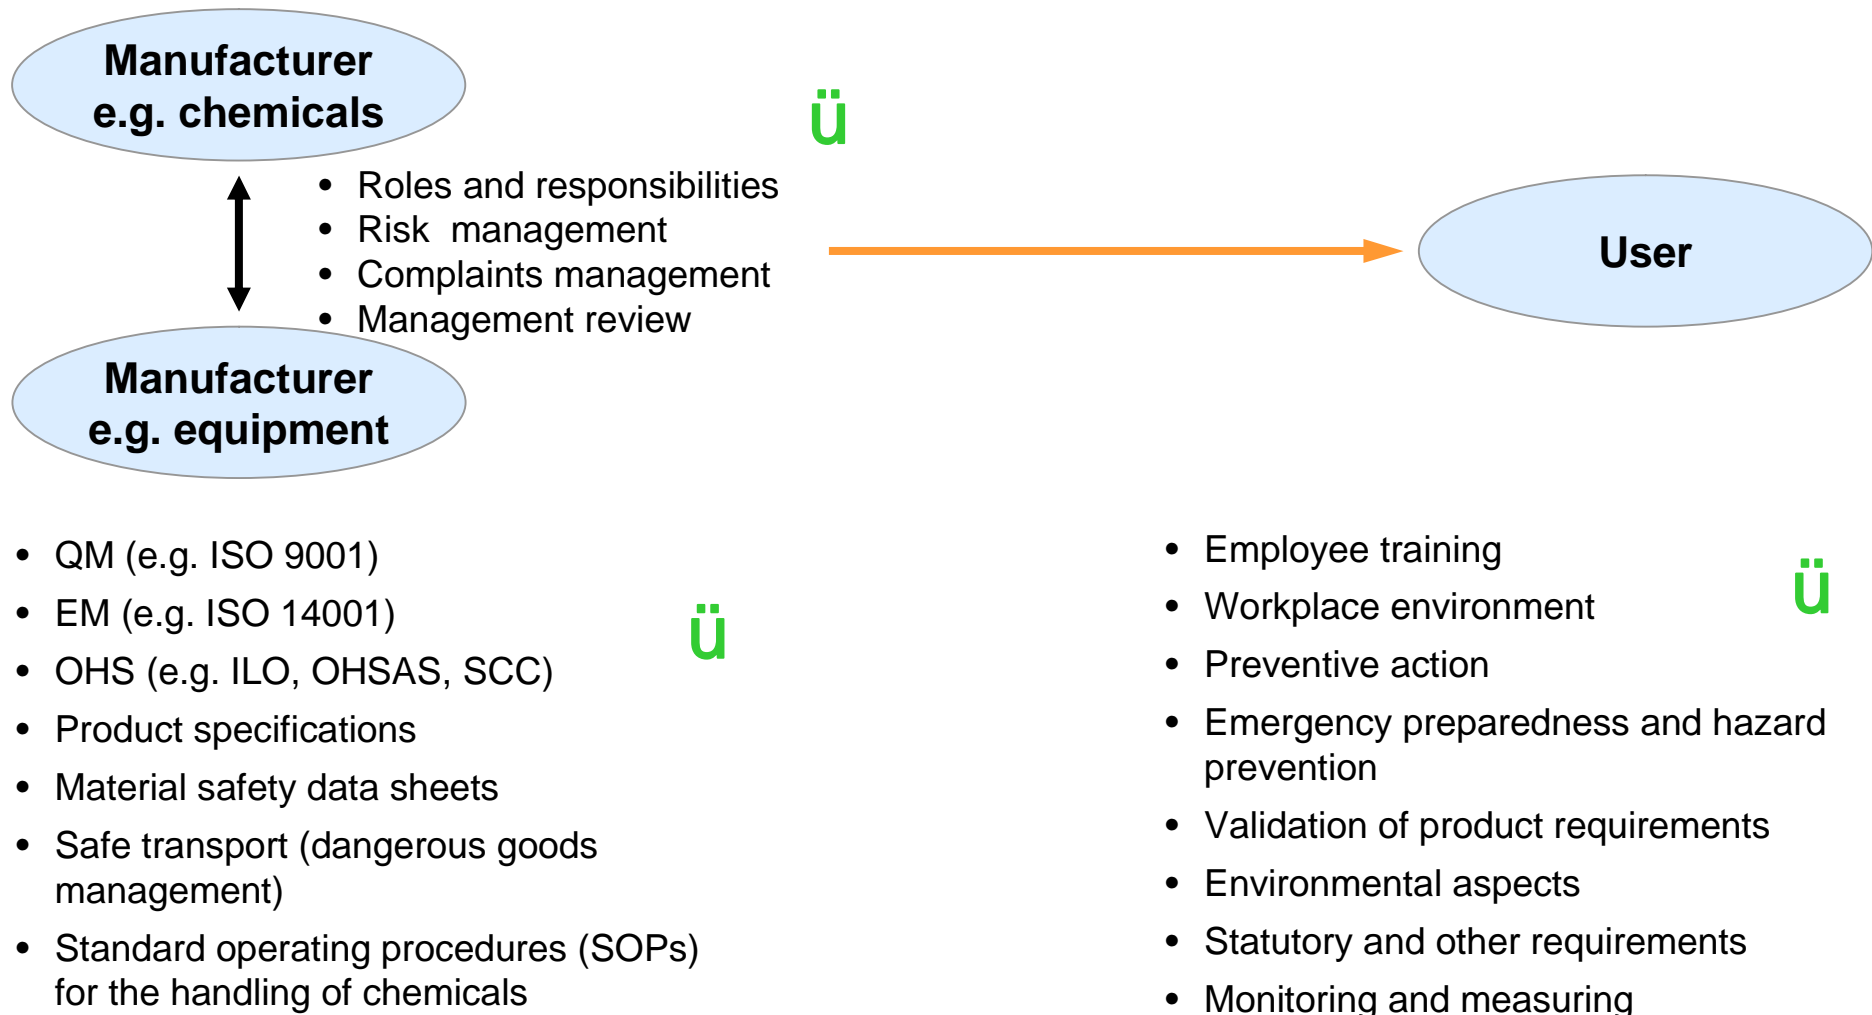 Manufacturer
e.g. chemicals
ü
• Roles and responsibilities
• Risk  management
• Complaints management
• Management review
User
Manufacturer
e.g. equipment
• QM (e.g. ISO 9001)
• EM (e.g. ISO 14001)
• OHS (e.g. ILO, OHSAS, SCC)
• Product specifications
• Material safety data sheets
• Safe transport (dangerous goods
management)
• Standard operating procedures (SOPs)
for the handling of chemicals
ü
• Employee training
• Workplace environment
• Preventive action
• Emergency preparedness and hazard
prevention
• Validation of product requirements
• Environmental aspects
• Statutory and other requirements
• Monitoring and measuring
ü